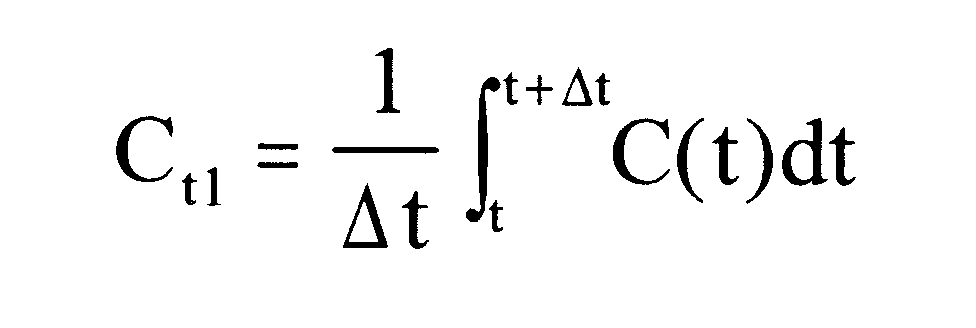 C_{t1} = \frac{1}{\Delta t} \int_{t}^{t+\Delta t} C(t)dt